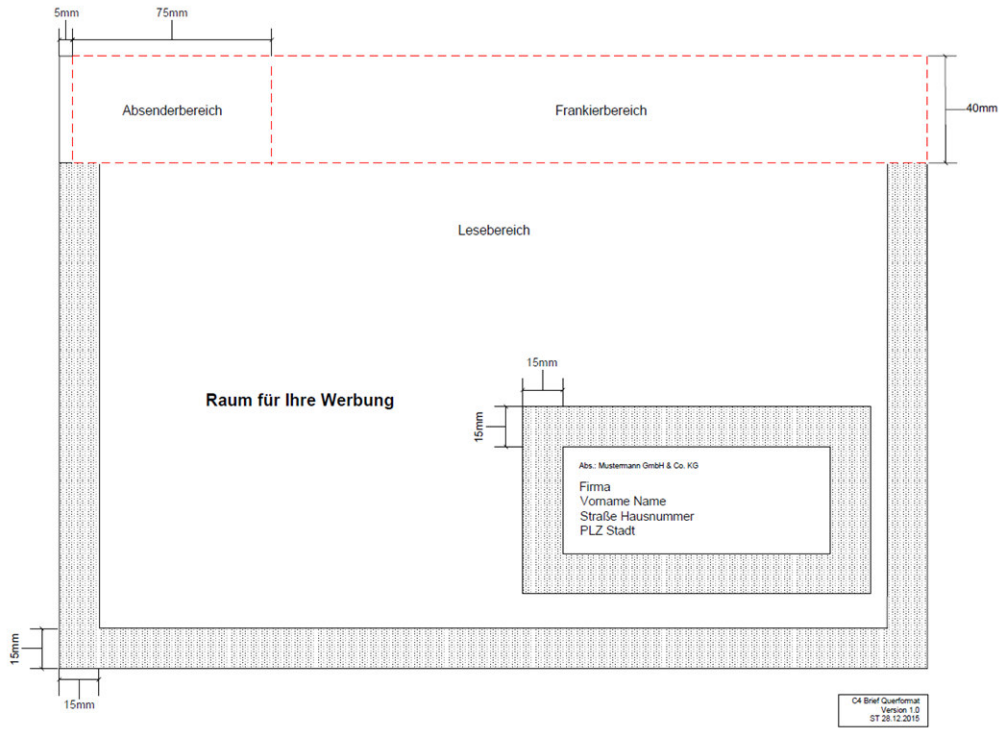 5mm
75mm
Absenderbereich
Frankierbereich
40mm
Lesebereich
15mm
Raum für Ihre Werbung
15mm
Abs.: Mustermann GmbH & Co. KG
Firma
Vorname Name
Straße Hausnummer
PLZ Stadt
15mm
15mm
C4 Brief Querformat
Version 1.0
ST 28.12.2015